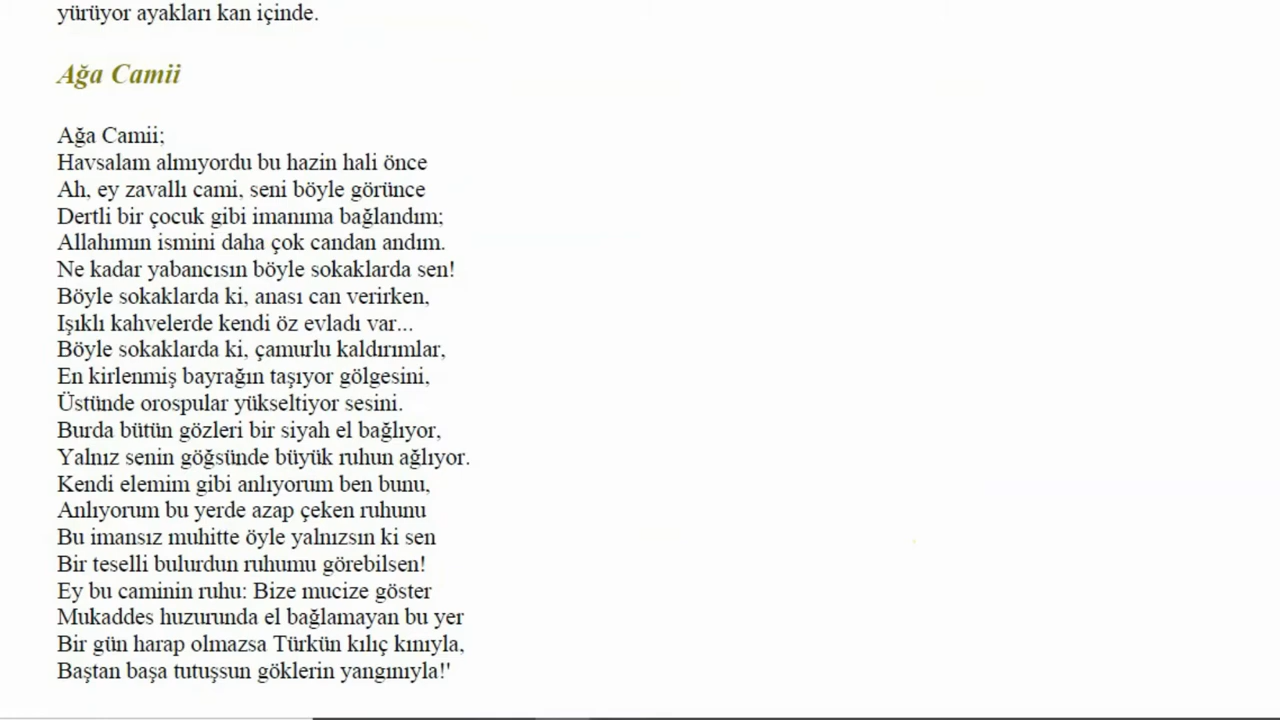 yürüyor ayakları kan içinde.
Ağa Camii
Ağa Camii;
Havsalam almıyordu bu hazin hali önce
Ah, ey zavallı cami, seni böyle görünce
Dertli bir çocuk gibi imanıma bağlandım;
Allahımın ismini daha çok candan andım.
Ne kadar yabancısın böyle sokaklarda sen!
Böyle sokaklarda ki, anası can verirken,
Işıklı kahvelerde kendi öz evladı var...
Böyle sokaklarda ki, çamurlu kaldırımlar,
En kirlenmiş bayrağın taşıyor gölgesini,
Üstünde orospular yükseltiyor sesini.
Burda bütün gözleri bir siyah el bağlıyor,
Yalnız senin göğsünde büyük ruhun ağlıyor.
Kendi elemim gibi anlıyorum ben bunu,
Anlıyorum bu yerde azap çeken ruhunu
Bu imansız muhitte öyle yalnızsın ki sen
Bir teselli bulurdun ruhumu görebilsen!
Ey bu caminin ruhu: Bize mucize göster
Mukaddes huzurunda el bağlamayan bu yer
Bir gün harap olmazsa Türkün kılıç kınıyla,
Baştan başa tutuşsun göklerin yangınıyla!'